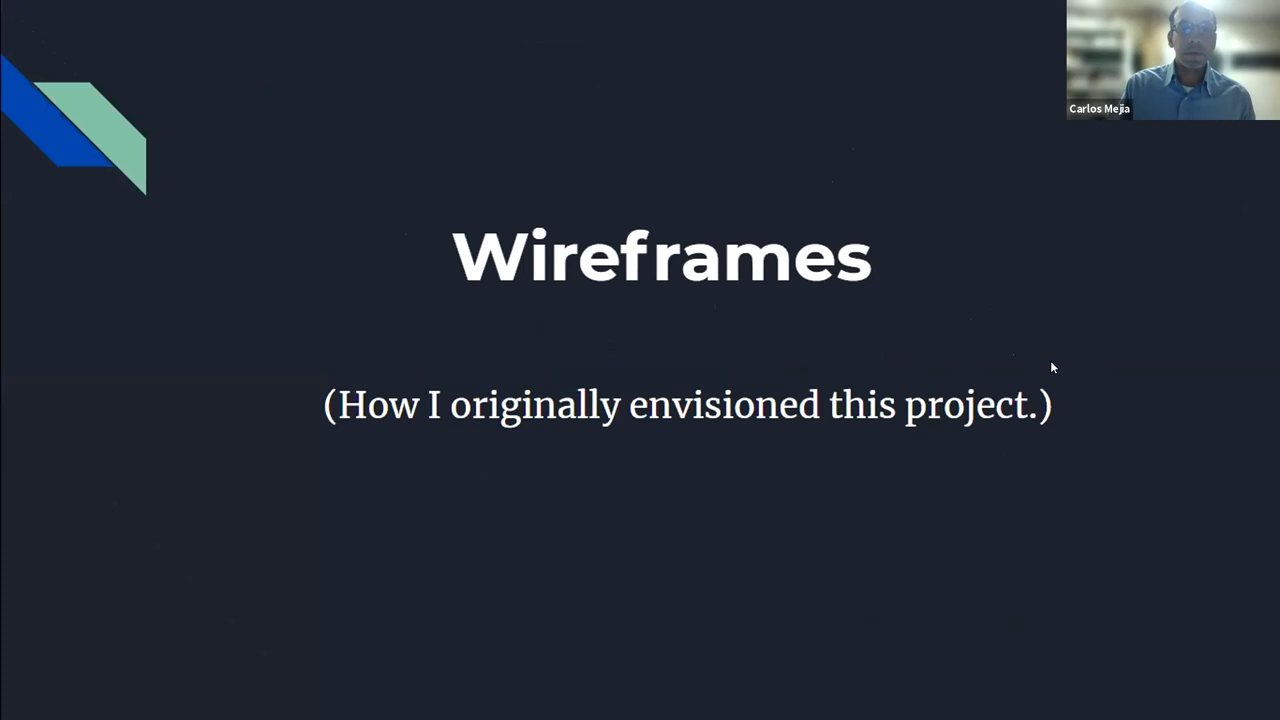 Carlos Mejia
Wireframes
(How I originally envisioned this project.)